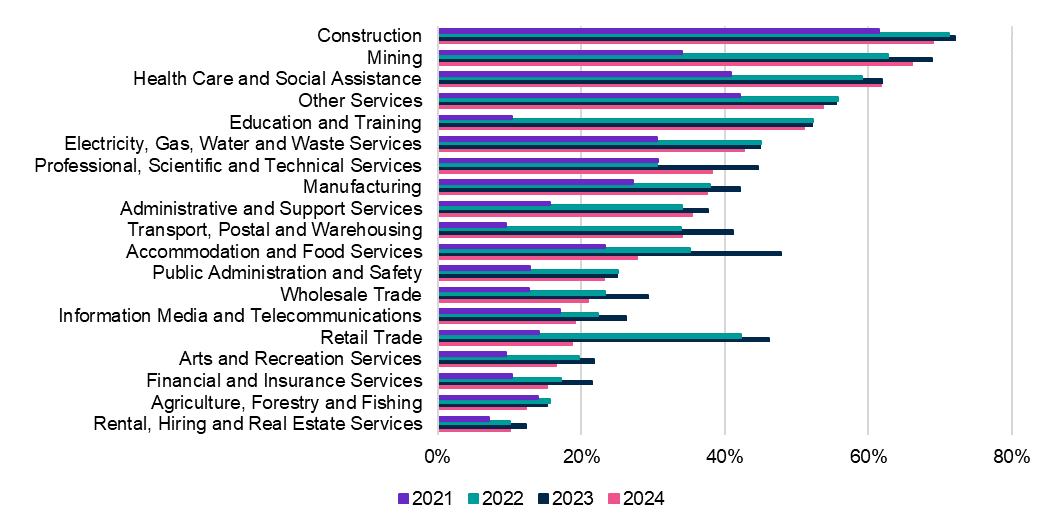 Construction
Mining
Health Care and Social Assistance
Other Services
Education and Training
Electricity, Gas, Water and Waste Services
Professional, Scientific and Technical Services
Manufacturing
Administrative and Support Services
Transport, Postal and Warehousing
Accommodation and Food Services
Public Administration and Safety
Wholesale Trade
Information Media and Telecommunications
Retail Trade
Arts and Recreation Services
Financial and Insurance Services
Agriculture, Forestry and Fishing
Rental, Hiring and Real Estate Services
0% 20% 40% 60% 80%
2021 2022 2023 2024